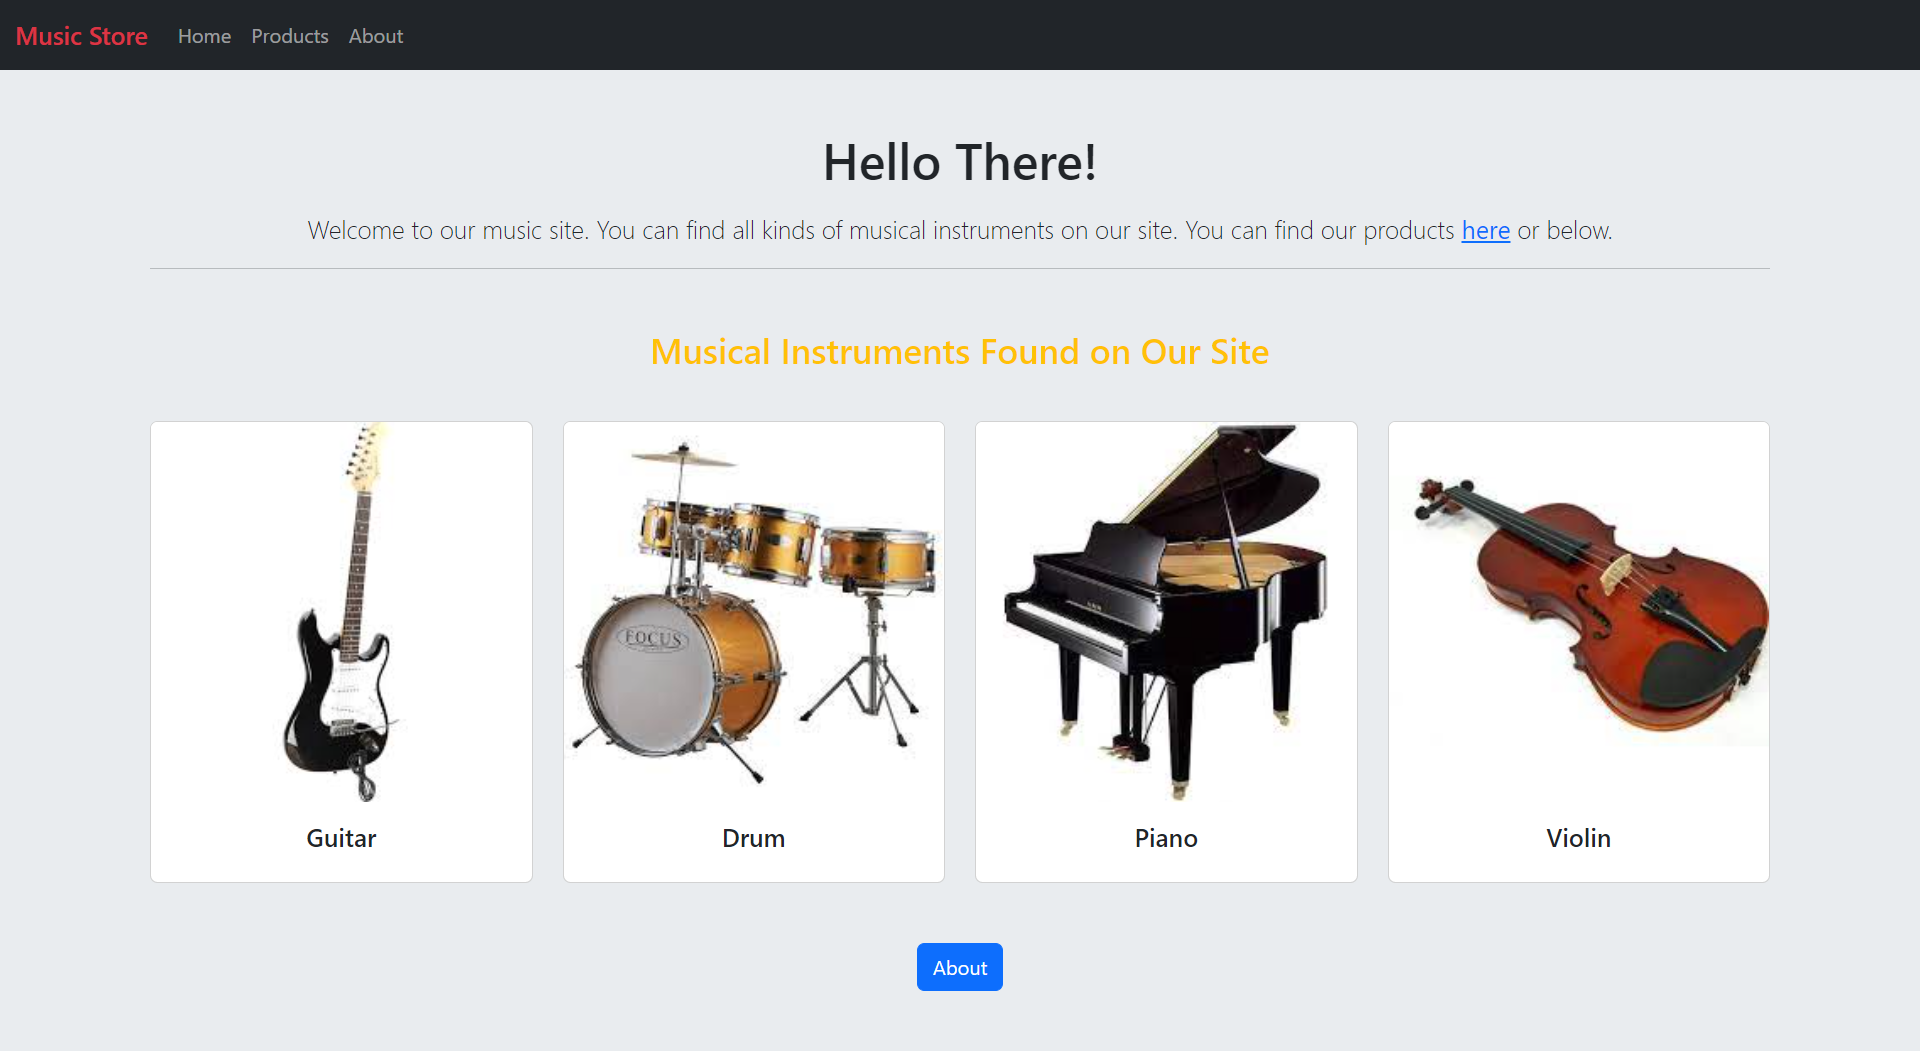 Music Store Home Products About
Hello There!
Welcome to our music site. You can find all kinds of musical instruments on our site. You can find our products here or below.
Musical Instruments Found on Our Site
FOCUS
Guitar Drum Piano Violin
About